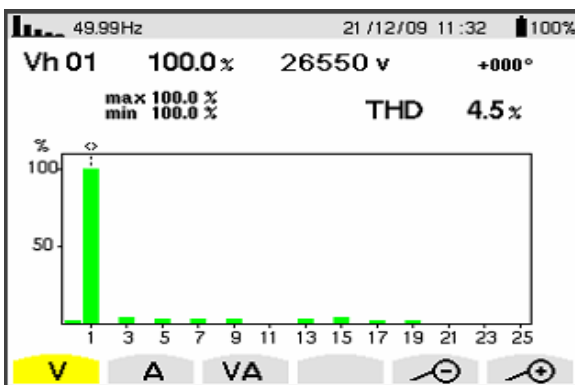 49.99Hz 21/12/09 11:32 100%
Vh 01 100.0 % 26550 v +000°
max 100.0 %
min 100.0 %
THD 4.5 %
%
100
50
1 3 5 7 9 11 13 15 17 19 21 23 25
V A VA